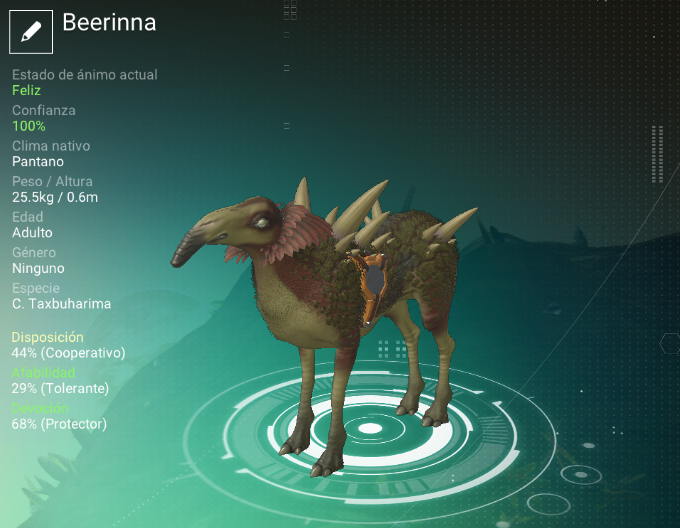 Beerinna
Estado de ánimo actual
Feliz
Confianza
100%
Clima nativo
Pantano
Peso / Altura
25.5kg / 0.6m
Edad
Adulto
Género
Ninguno
Especie
C. Taxbuharima
Disposición
44% (Cooperativo)
Afabilidad
29% (Tolerante)
Devoción
68% (Protector)